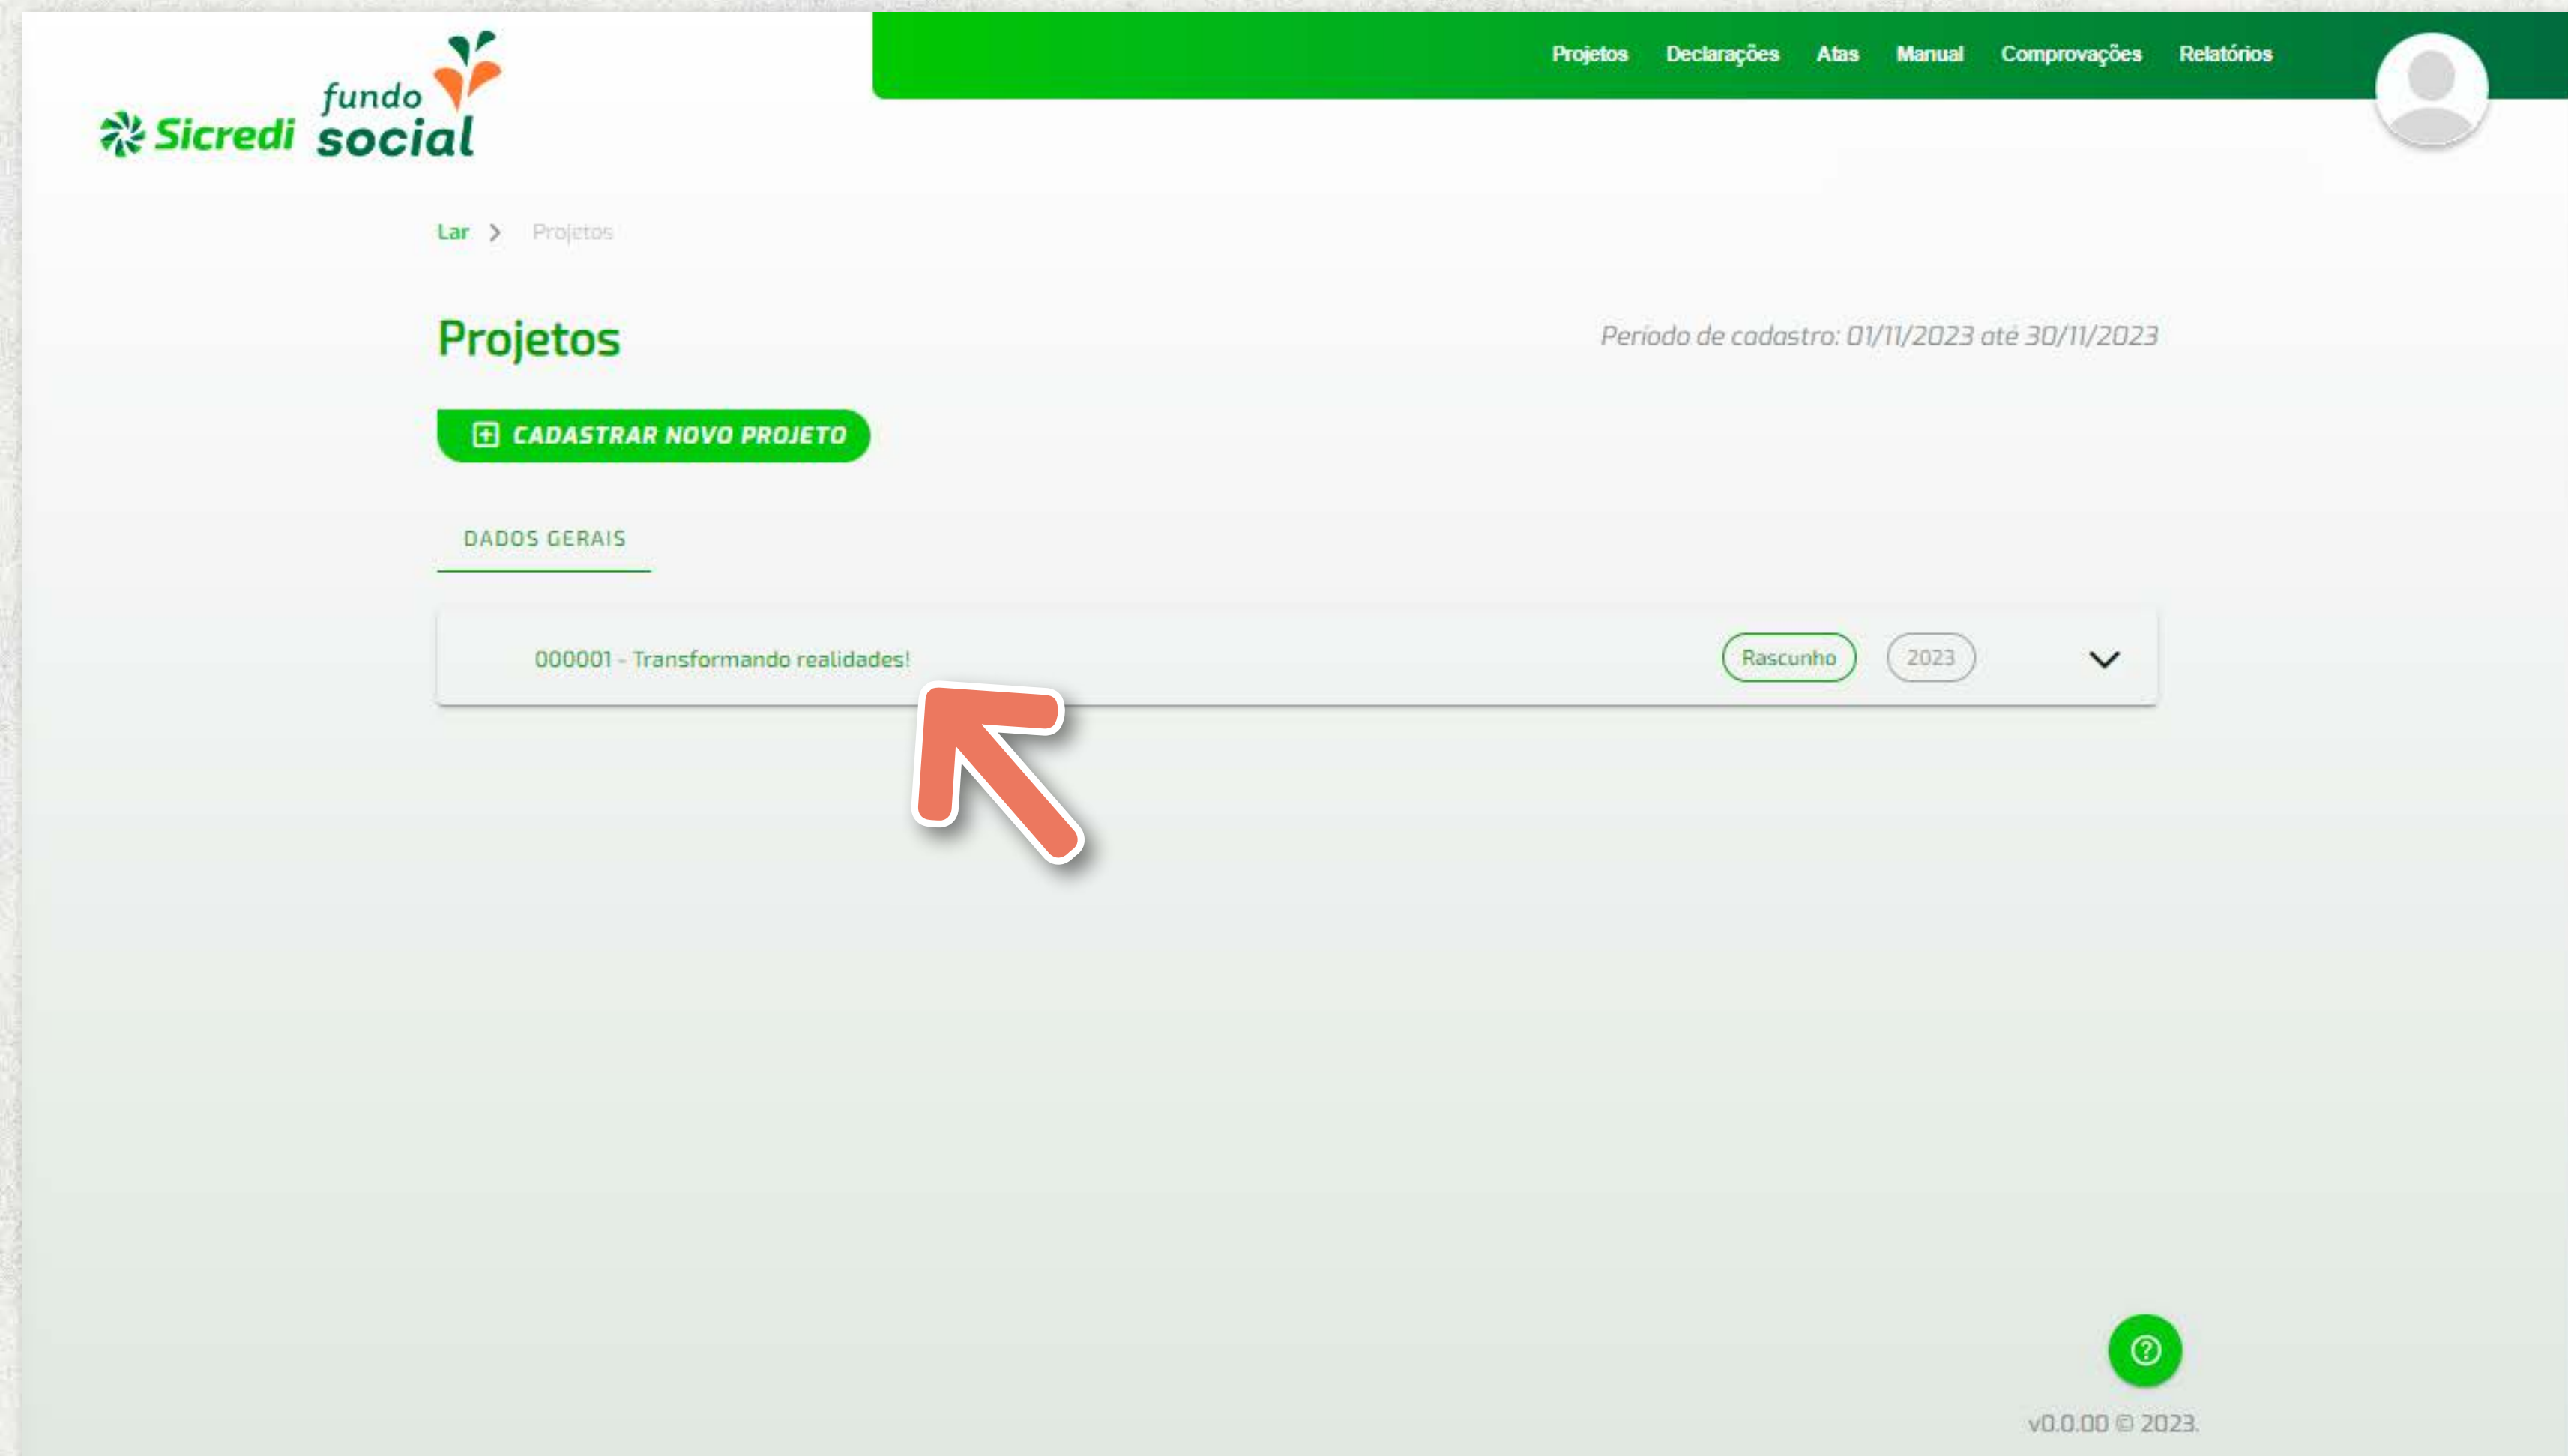 Projetos Declarações Atas Manual Comprovações Relatórios
Sicredi fundo social
Lar > Projetos
Projetos
Período de cadastro: 01/11/2023 até 30/11/2023
CADASTRAR NOVO PROJETO
DADOS GERAIS
000001 - Transformando realidades! Rascunho 2023
v0.0.00 © 2023.